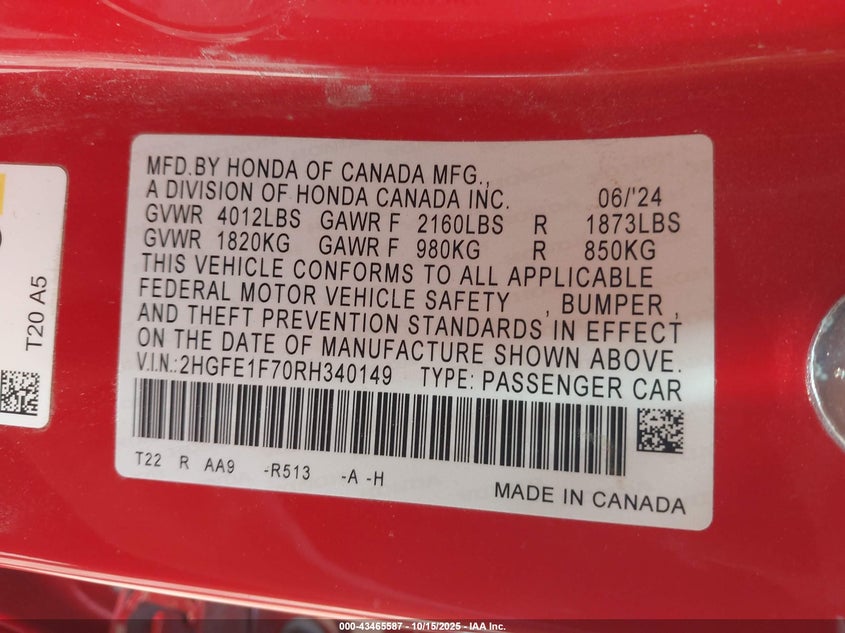 MFD.BY HONDA OF CANADA MFG.,
A DIVISION OF HONDA CANADA INC. 06/'24
GVWR 4012LBS GAWR F 2160LBS R 1873LBS
GVWR 1820KG GAWR F 980KG R 850KG
THIS VEHICLE CONFORMS TO ALL APPLICABLE
FEDERAL MOTOR VEHICLE SAFETY , BUMPER ,
AND THEFT PREVENTION STANDARDS IN EFFECT
ON THE DATE OF MANUFACTURE SHOWN ABOVE.
V.I.N.:2HGFE1F70RH340149 TYPE: PASSENGER CAR
T22 R AA9 -R513 -A -H
MADE IN CANADA
T20 A5
000-43465587 - 10/15/2025 - IAA Inc.